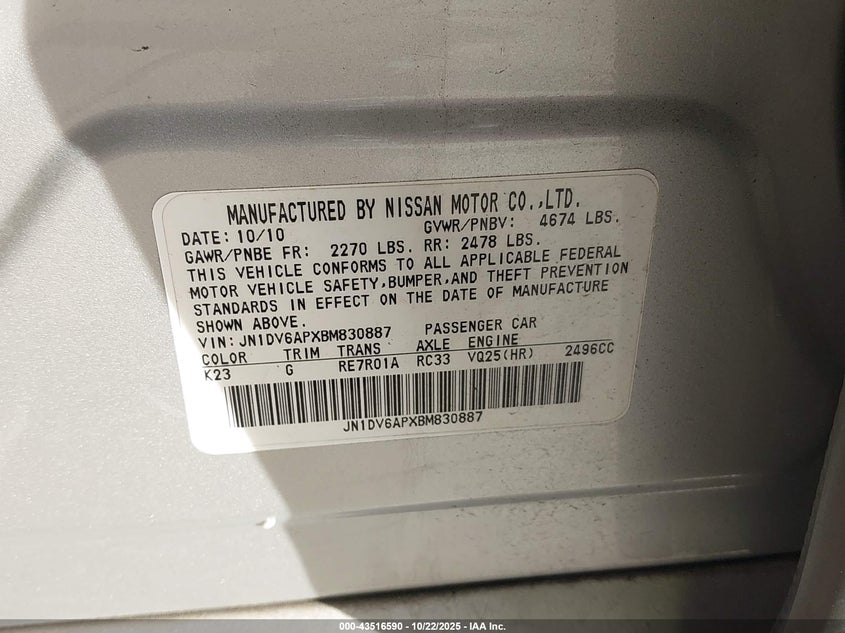 MANUFACTURED BY NISSAN MOTOR CO.,LTD.
DATE: 10/10 GVWR/PNBV: 4674 LBS.
GAWR/PNBE FR: 2270 LBS. RR: 2478 LBS.
THIS VEHICLE CONFORMS TO ALL APPLICABLE FEDERAL
MOTOR VEHICLE SAFETY,BUMPER,AND THEFT PREVENTION
STANDARDS IN EFFECT ON THE DATE OF MANUFACTURE
SHOWN ABOVE.
VIN: JN1DV6APXBM830887 PASSENGER CAR
COLOR TRIM TRANS AXLE ENGINE
K23 G RE7R01A RC33 VQ25(HR) 2496CC
JN1DV6APXBM830887
000-43516590 - 10/22/2025 - IAA Inc.